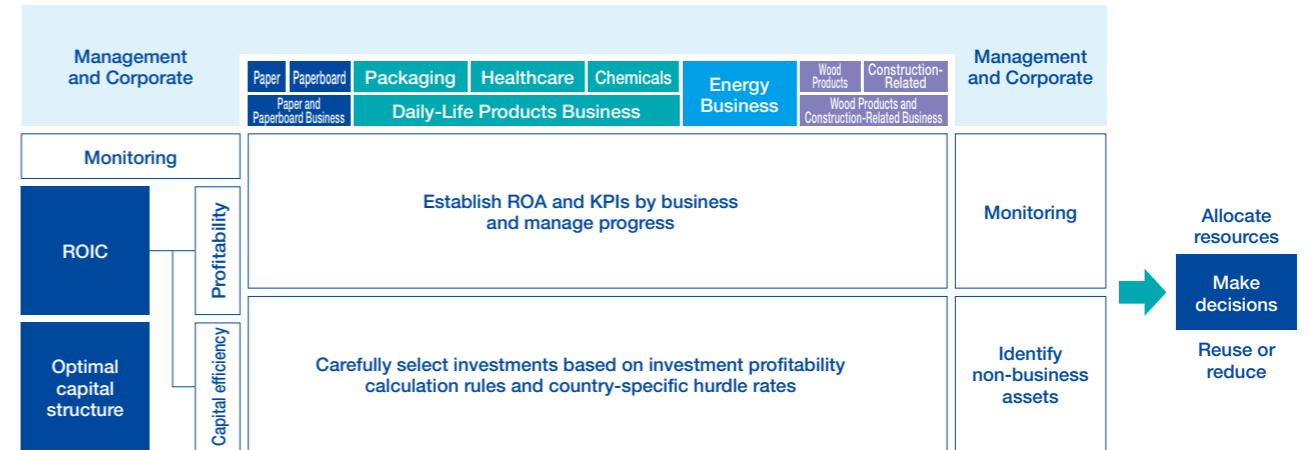 Management
and Corporate
Paper
Paperboard
Packaging
Healthcare
Chemicals
Energy
Business
Wood
Products
Construction-
Related
Paper and
Paperboard Business
Daily-Life Products Business
Wood Products and
Construction-Related Business
Management
and Corporate
Monitoring
ROIC
Profitability
Establish ROA and KPIs by business
and manage progress
Monitoring
Optimal
capital
structure
Capital efficiency
Carefully select investments based on investment profitability
calculation rules and country-specific hurdle rates
Identify
non-business
assets
Allocate
resources
Make
decisions
Reuse or
reduce